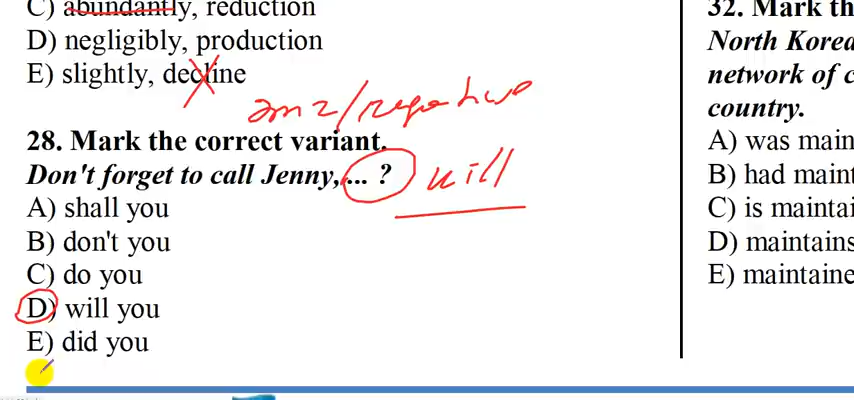 C) abundantly, reduction
D) negligibly, production
E) slightly, decline
28. Mark the correct variant.
Don't forget to call Jenny, ... ?
will
A) shall you
B) don't you
C) do you
D) will you
E) did you
32. Mark th
North Korea
network of c
country.
A) was main
B) had maint
C) is maintai
D) maintains
E) maintaine